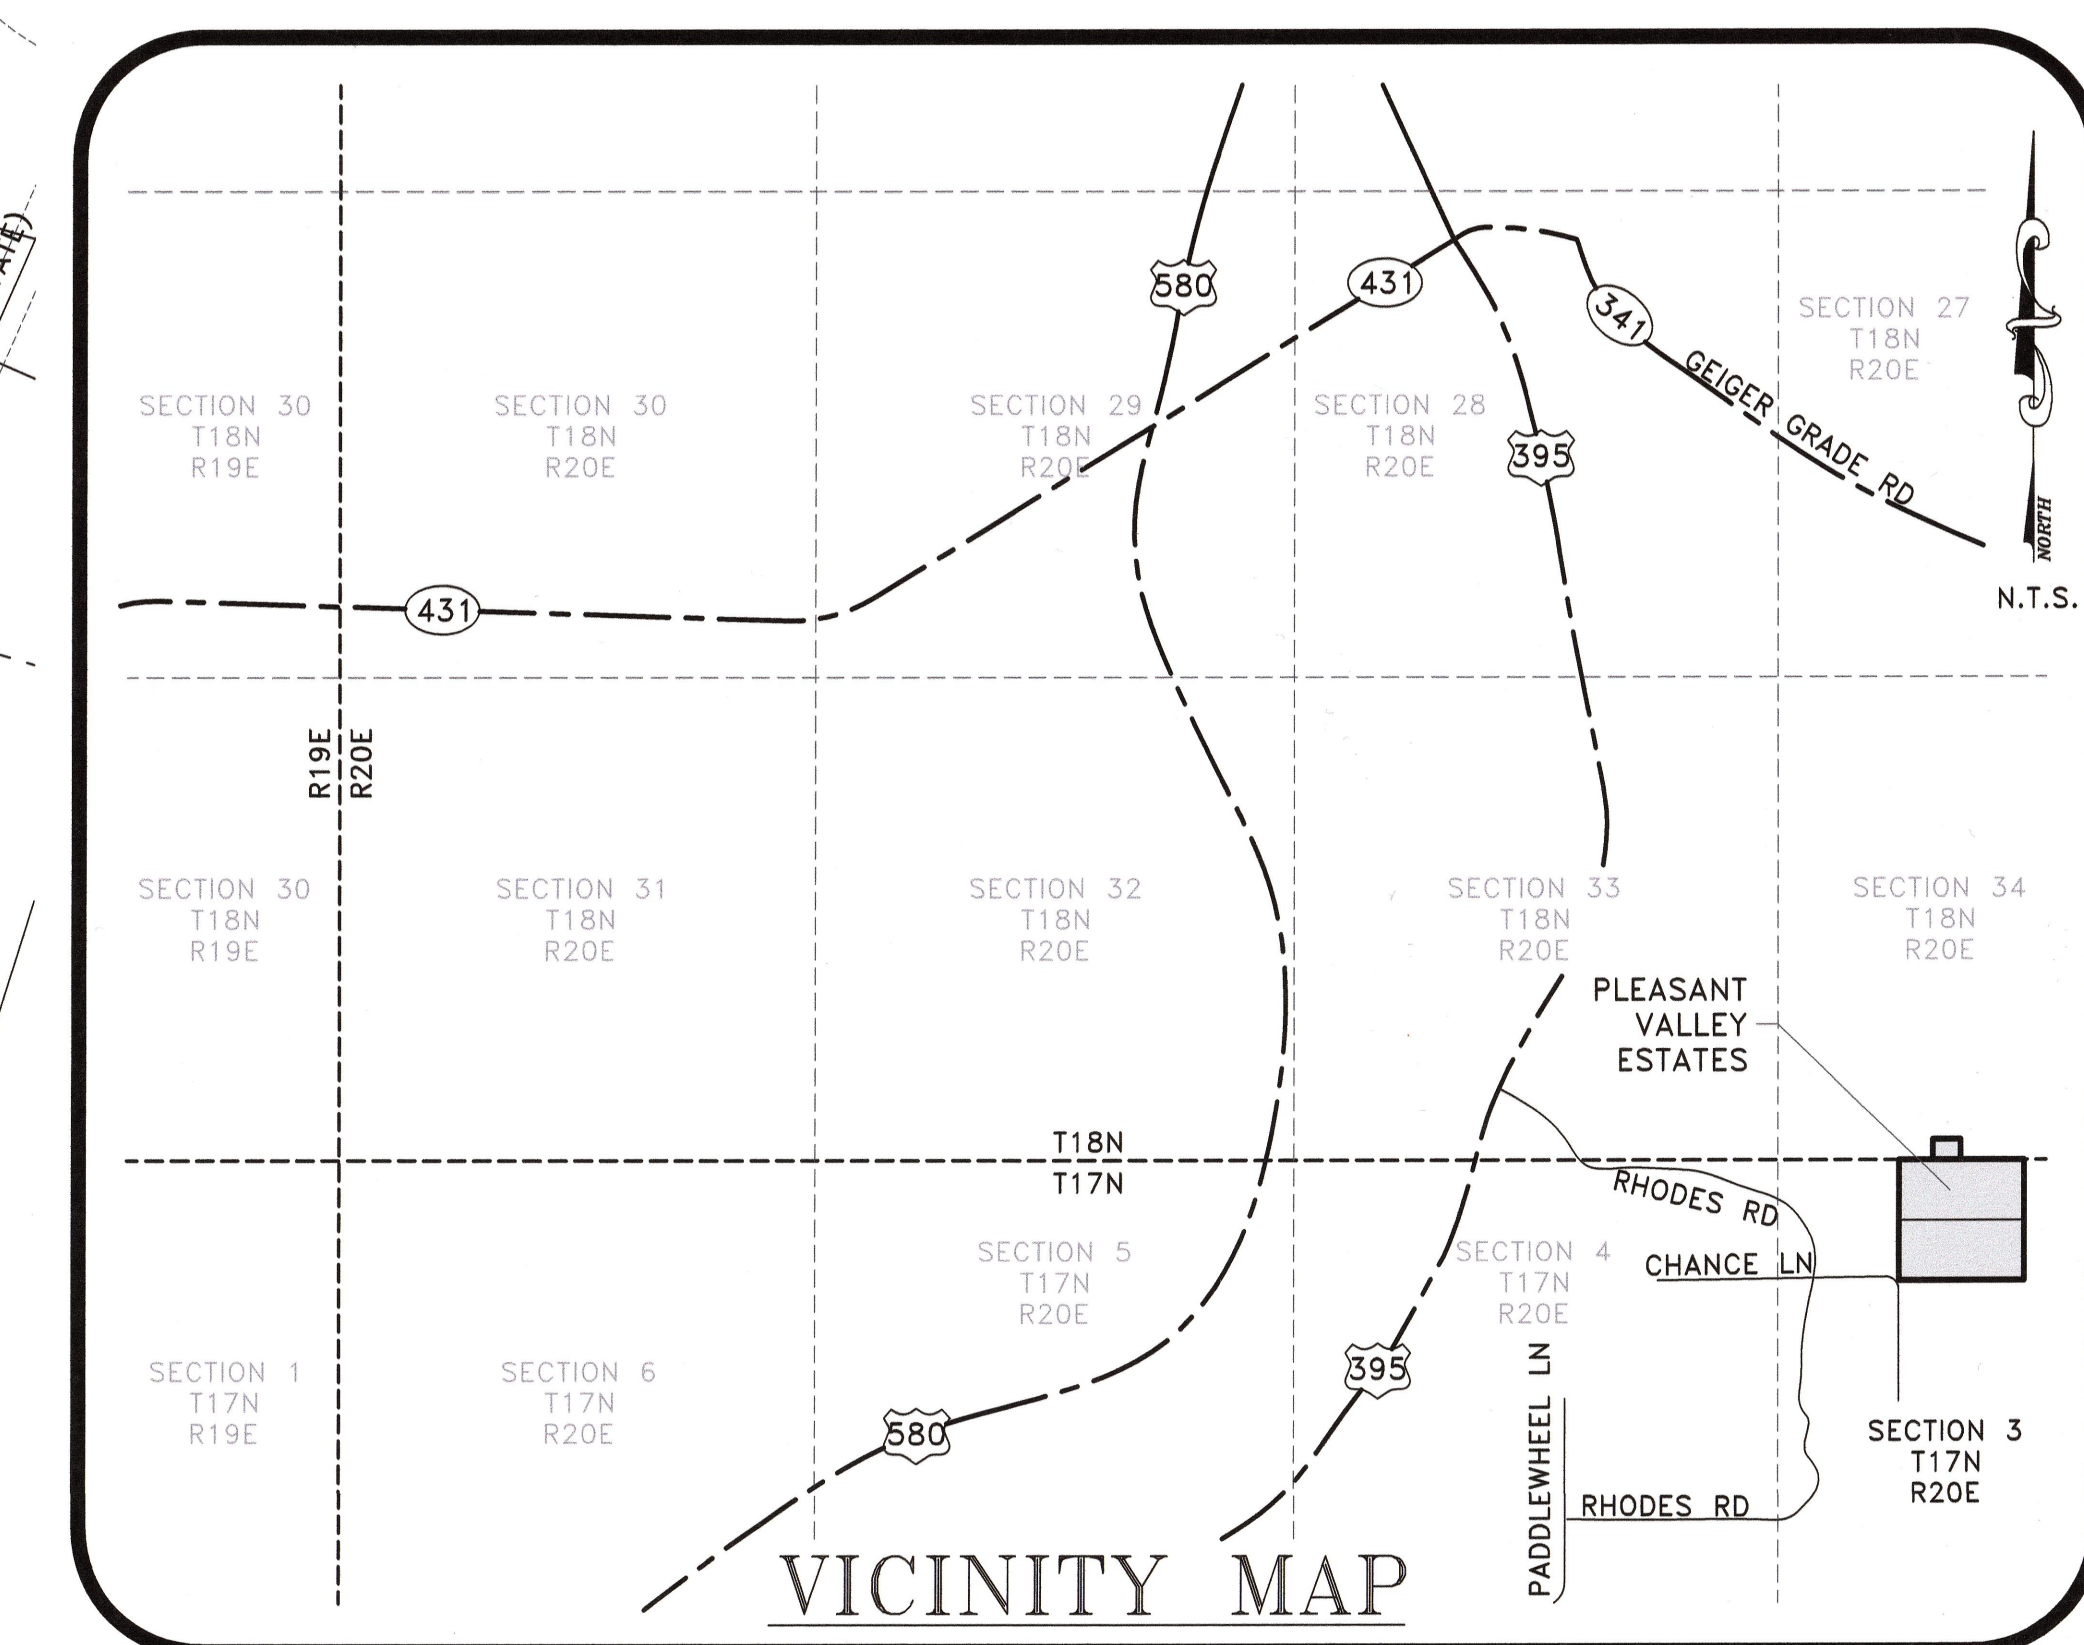 580
431
341
SECTION 27
T18N
R20E
GEIGER GRADE RD
NORTH
N.T.S.
SECTION 30
T18N
R19E
SECTION 30
T18N
R20E
SECTION 29
T18N
R20E
SECTION 28
T18N
R20E
395
431
R19E
R20E
SECTION 30
T18N
R19E
SECTION 31
T18N
R20E
SECTION 32
T18N
R20E
SECTION 33
T18N
R20E
SECTION 34
T18N
R20E
PLEASANT
VALLEY
ESTATES
T18N
T17N
RHODES RD
CHANCE LN
SECTION 5
T17N
R20E
SECTION 4
T17N
R20E
SECTION 1
T17N
R19E
SECTION 6
T17N
R20E
580
395
PADDLEWHEEL LN
RHODES RD
SECTION 3
T17N
R20E
VICINITY MAP